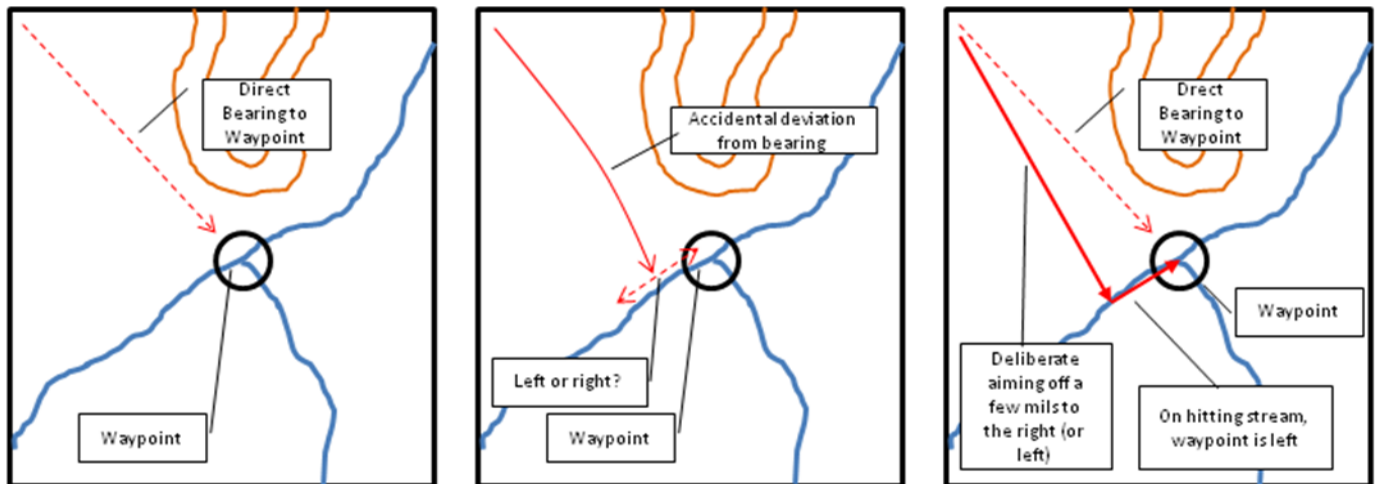 Direct
Bearing to
Waypoint
Waypoint
Accidental deviation
from bearing
Left or right?
Waypoint
Drect
Bearing to
Waypoint
Waypoint
Deliberate
aiming off a
few mils to
the right (or
left)
On hitting stream,
waypoint is left